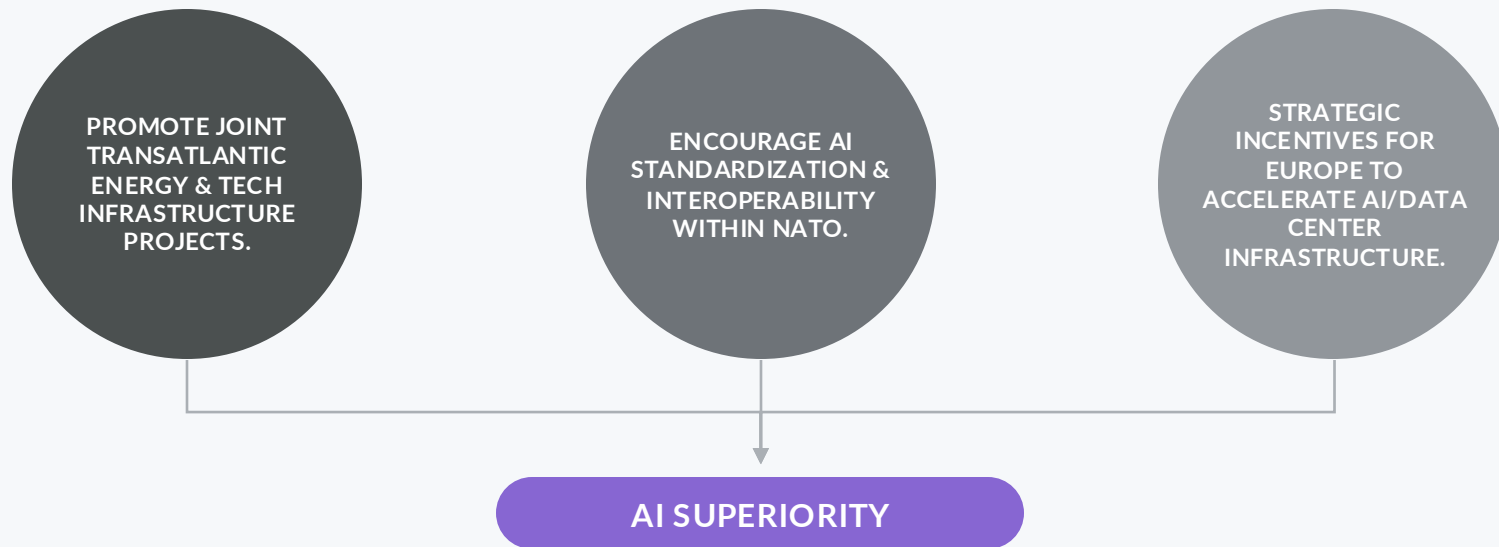 PROMOTE JOINT
TRANSATLANTIC
ENERGY & TECH
INFRASTRUCTURE
PROJECTS.
ENCOURAGE AI
STANDARDIZATION &
INTEROPERABILITY
WITHIN NATO.
STRATEGIC
INCENTIVES FOR
EUROPE TO
ACCELERATE AI/DATA
CENTER
INFRASTRUCTURE.
AI SUPERIORITY